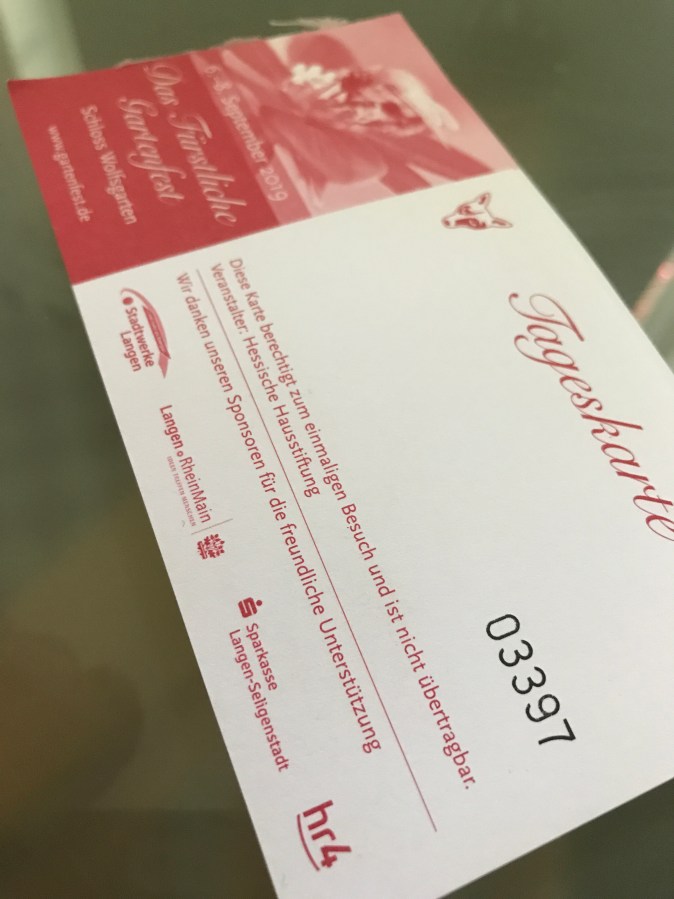 6. - 8. September 2019
Das Fürstliche
Gartenfest
Schloss Wolfsgarten
www.gartenfest.de
Tageskarte
03397
Diese Karte berechtigt zum einmaligen Besuch und ist nicht übertragbar.
Veranstalter: Hessische Hausstiftung
Wir danken unseren Sponsoren für die freundliche Unterstützung
Stadtwerke
Langen
Langen RheinMain
Sparkasse
Langen-Seligenstadt
hr4